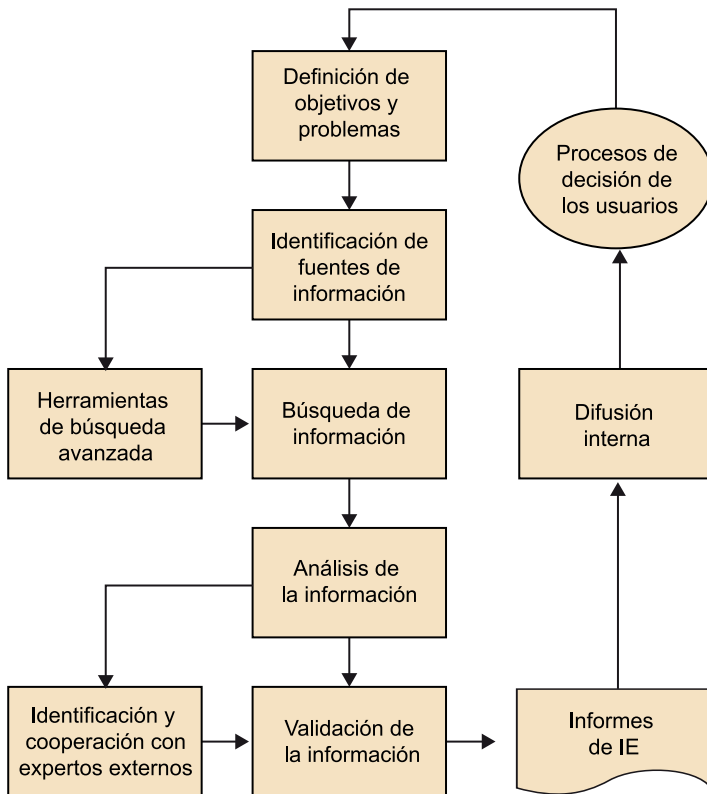 Definición de
objetivos y
problemas
Procesos de
decisión de
los usuarios
Identificación de
fuentes de
información
Herramientas
de búsqueda
avanzada
Búsqueda de
información
Difusión
interna
Análisis de
la información
Identificación y
cooperación con
expertos externos
Validación de
la información
Informes
de IE